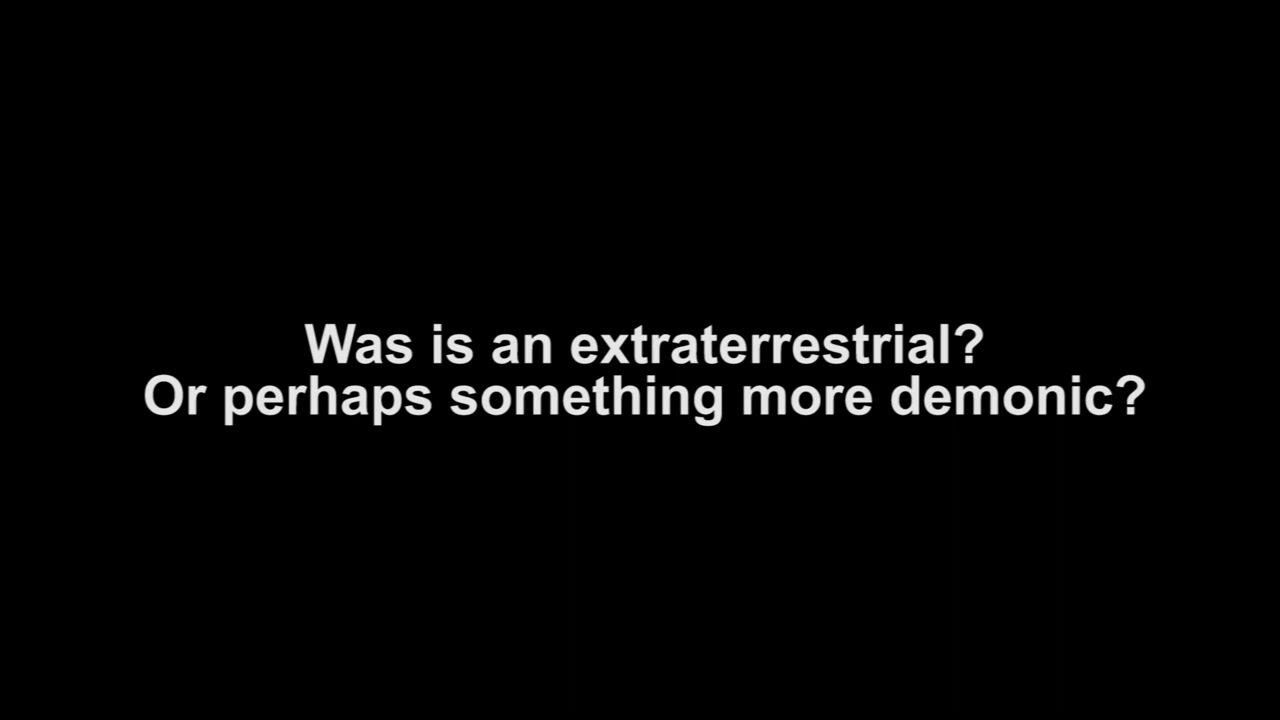 Was is an extraterrestrial?
Or perhaps something more demonic?